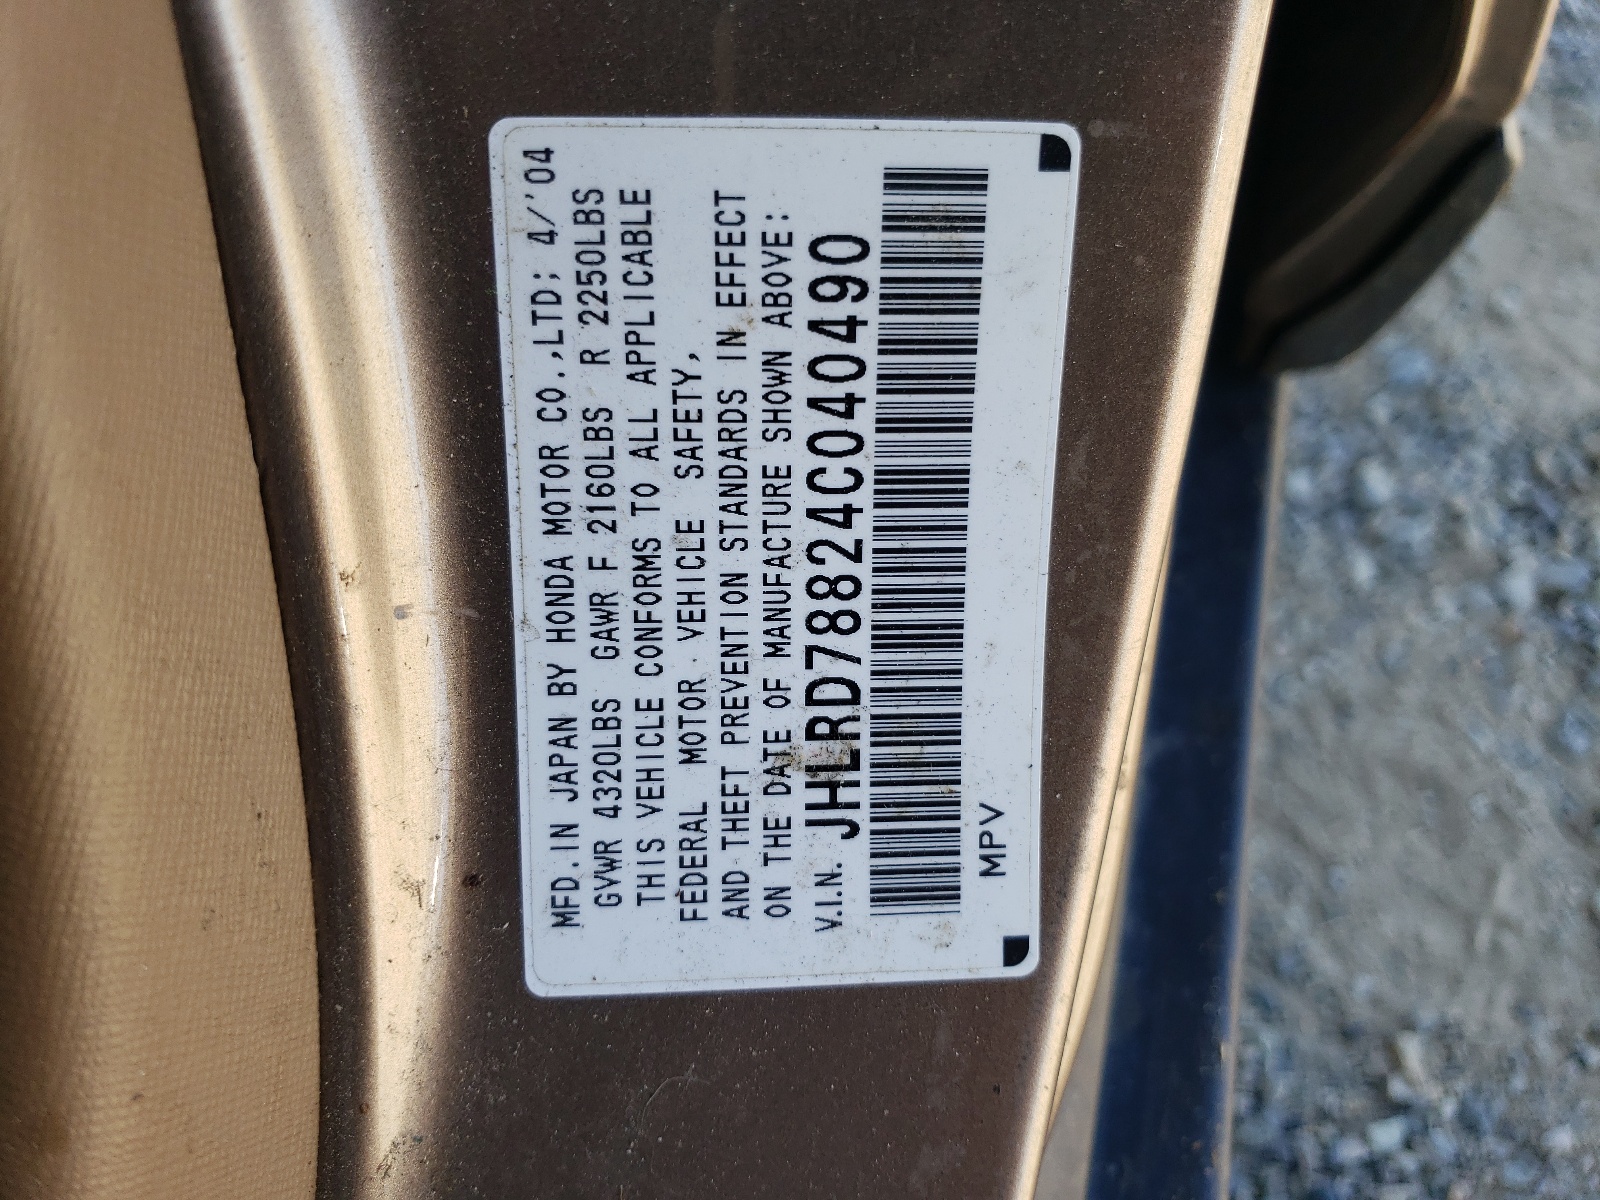 MFD. IN JAPAN BY HONDA MOTOR CO.,LTD: 4/'04
GVWR 4320LBS GAWR F 2160LBS R 2250LBS
THIS VEHICLE CONFORMS TO ALL APPLICABLE
FEDERAL MOTOR VEHICLE SAFETY,
AND THEFT PREVENTION STANDARDS IN EFFECT
ON THE DATE OF MANUFACTURE SHOWN ABOVE:
V.I.N. JHLRD78824C040490
MPV